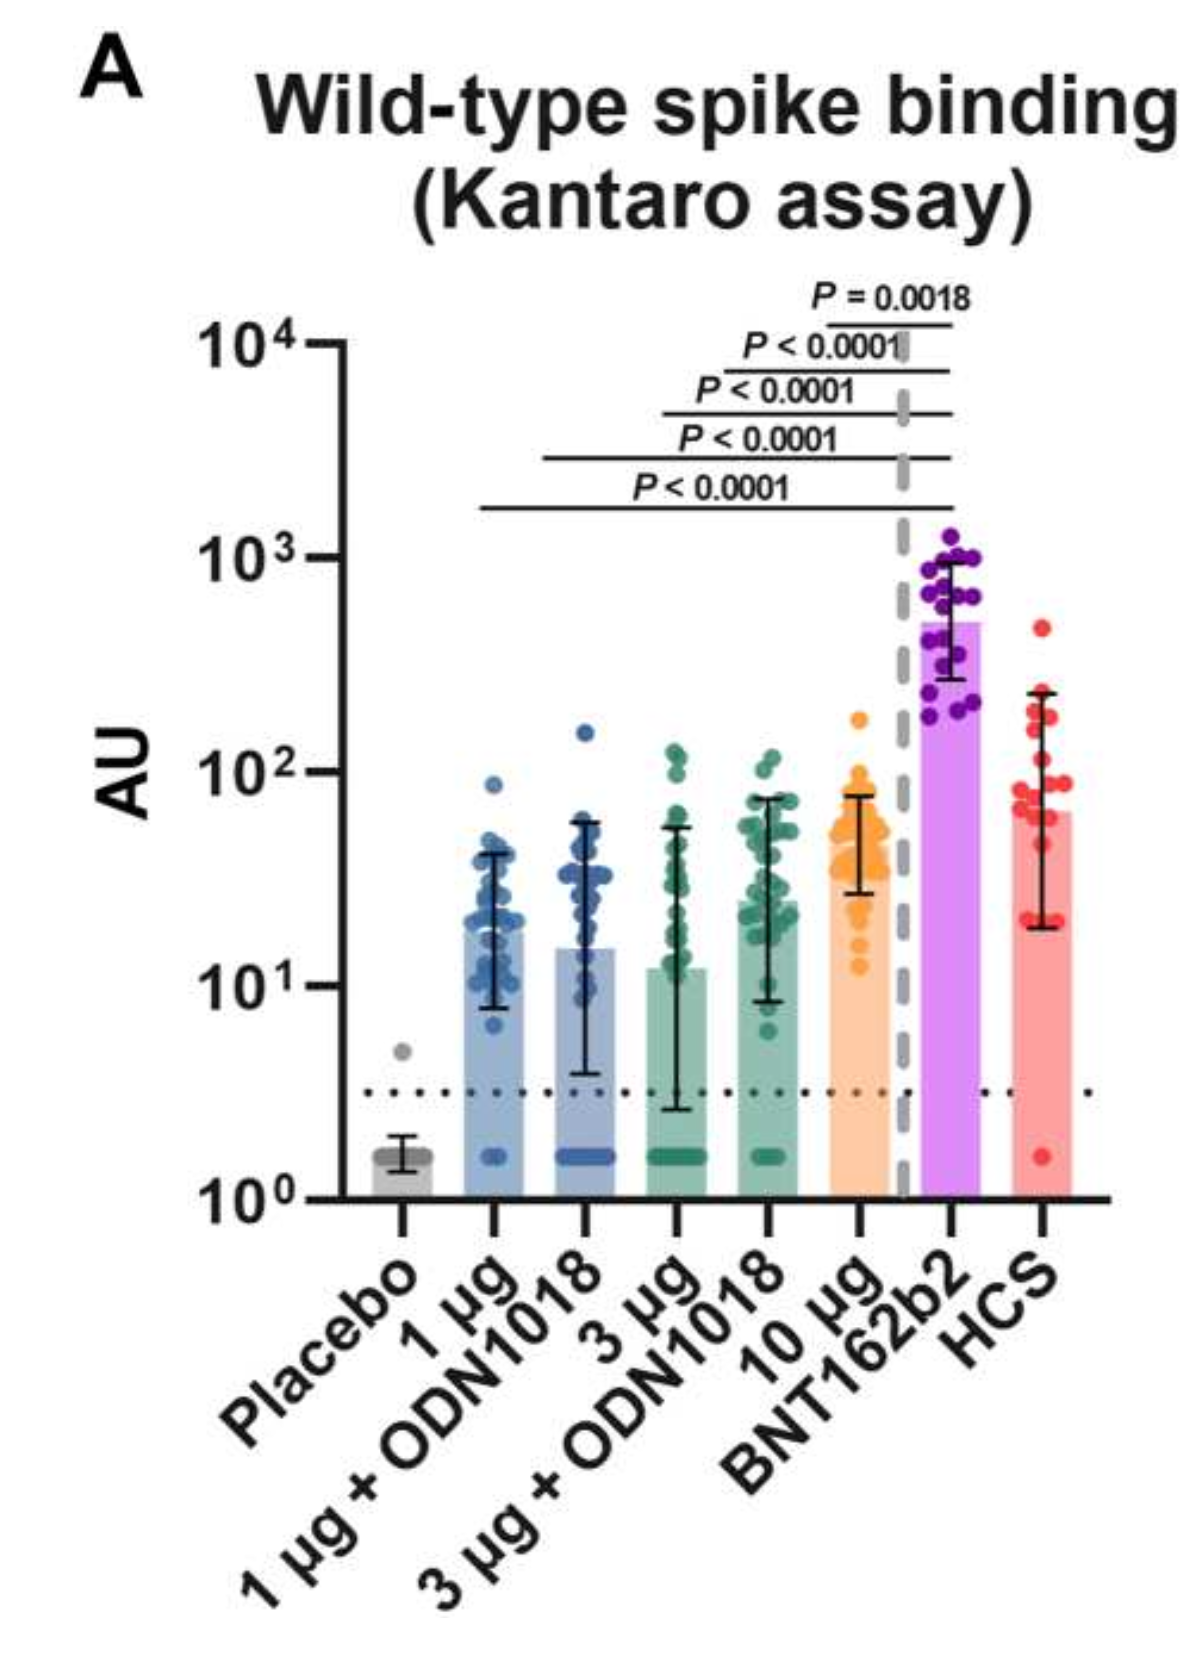 A
Wild-type spike binding
(Kantaro assay)
P = 0.0018
P < 0.0001
P < 0.0001
P < 0.0001
P < 0.0001
AU
10⁴
10³
10²
10¹
10⁰
Placebo
1 µg
1 µg + ODN1018
3 µg
3 µg + ODN1018
10 µg
BNT162b2
HCS